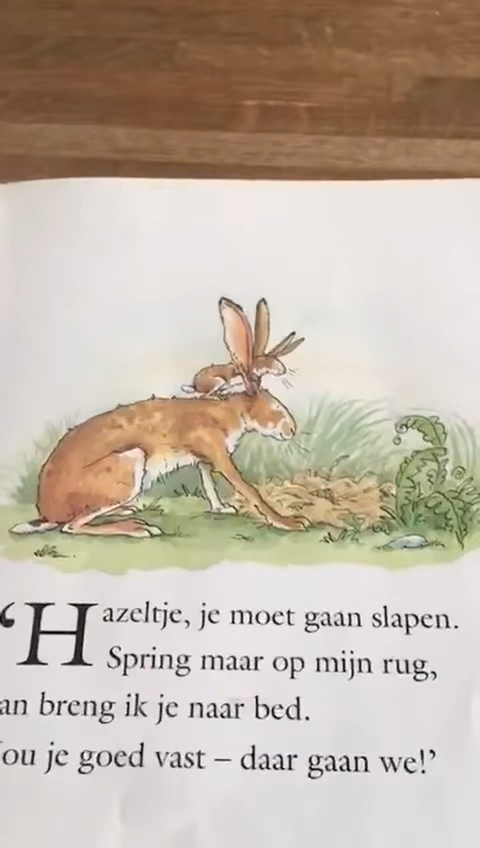 ‘Hazeltje, je moet gaan slapen.
Spring maar op mijn rug,
an breng ik je naar bed.
ou je goed vast – daar gaan we!’